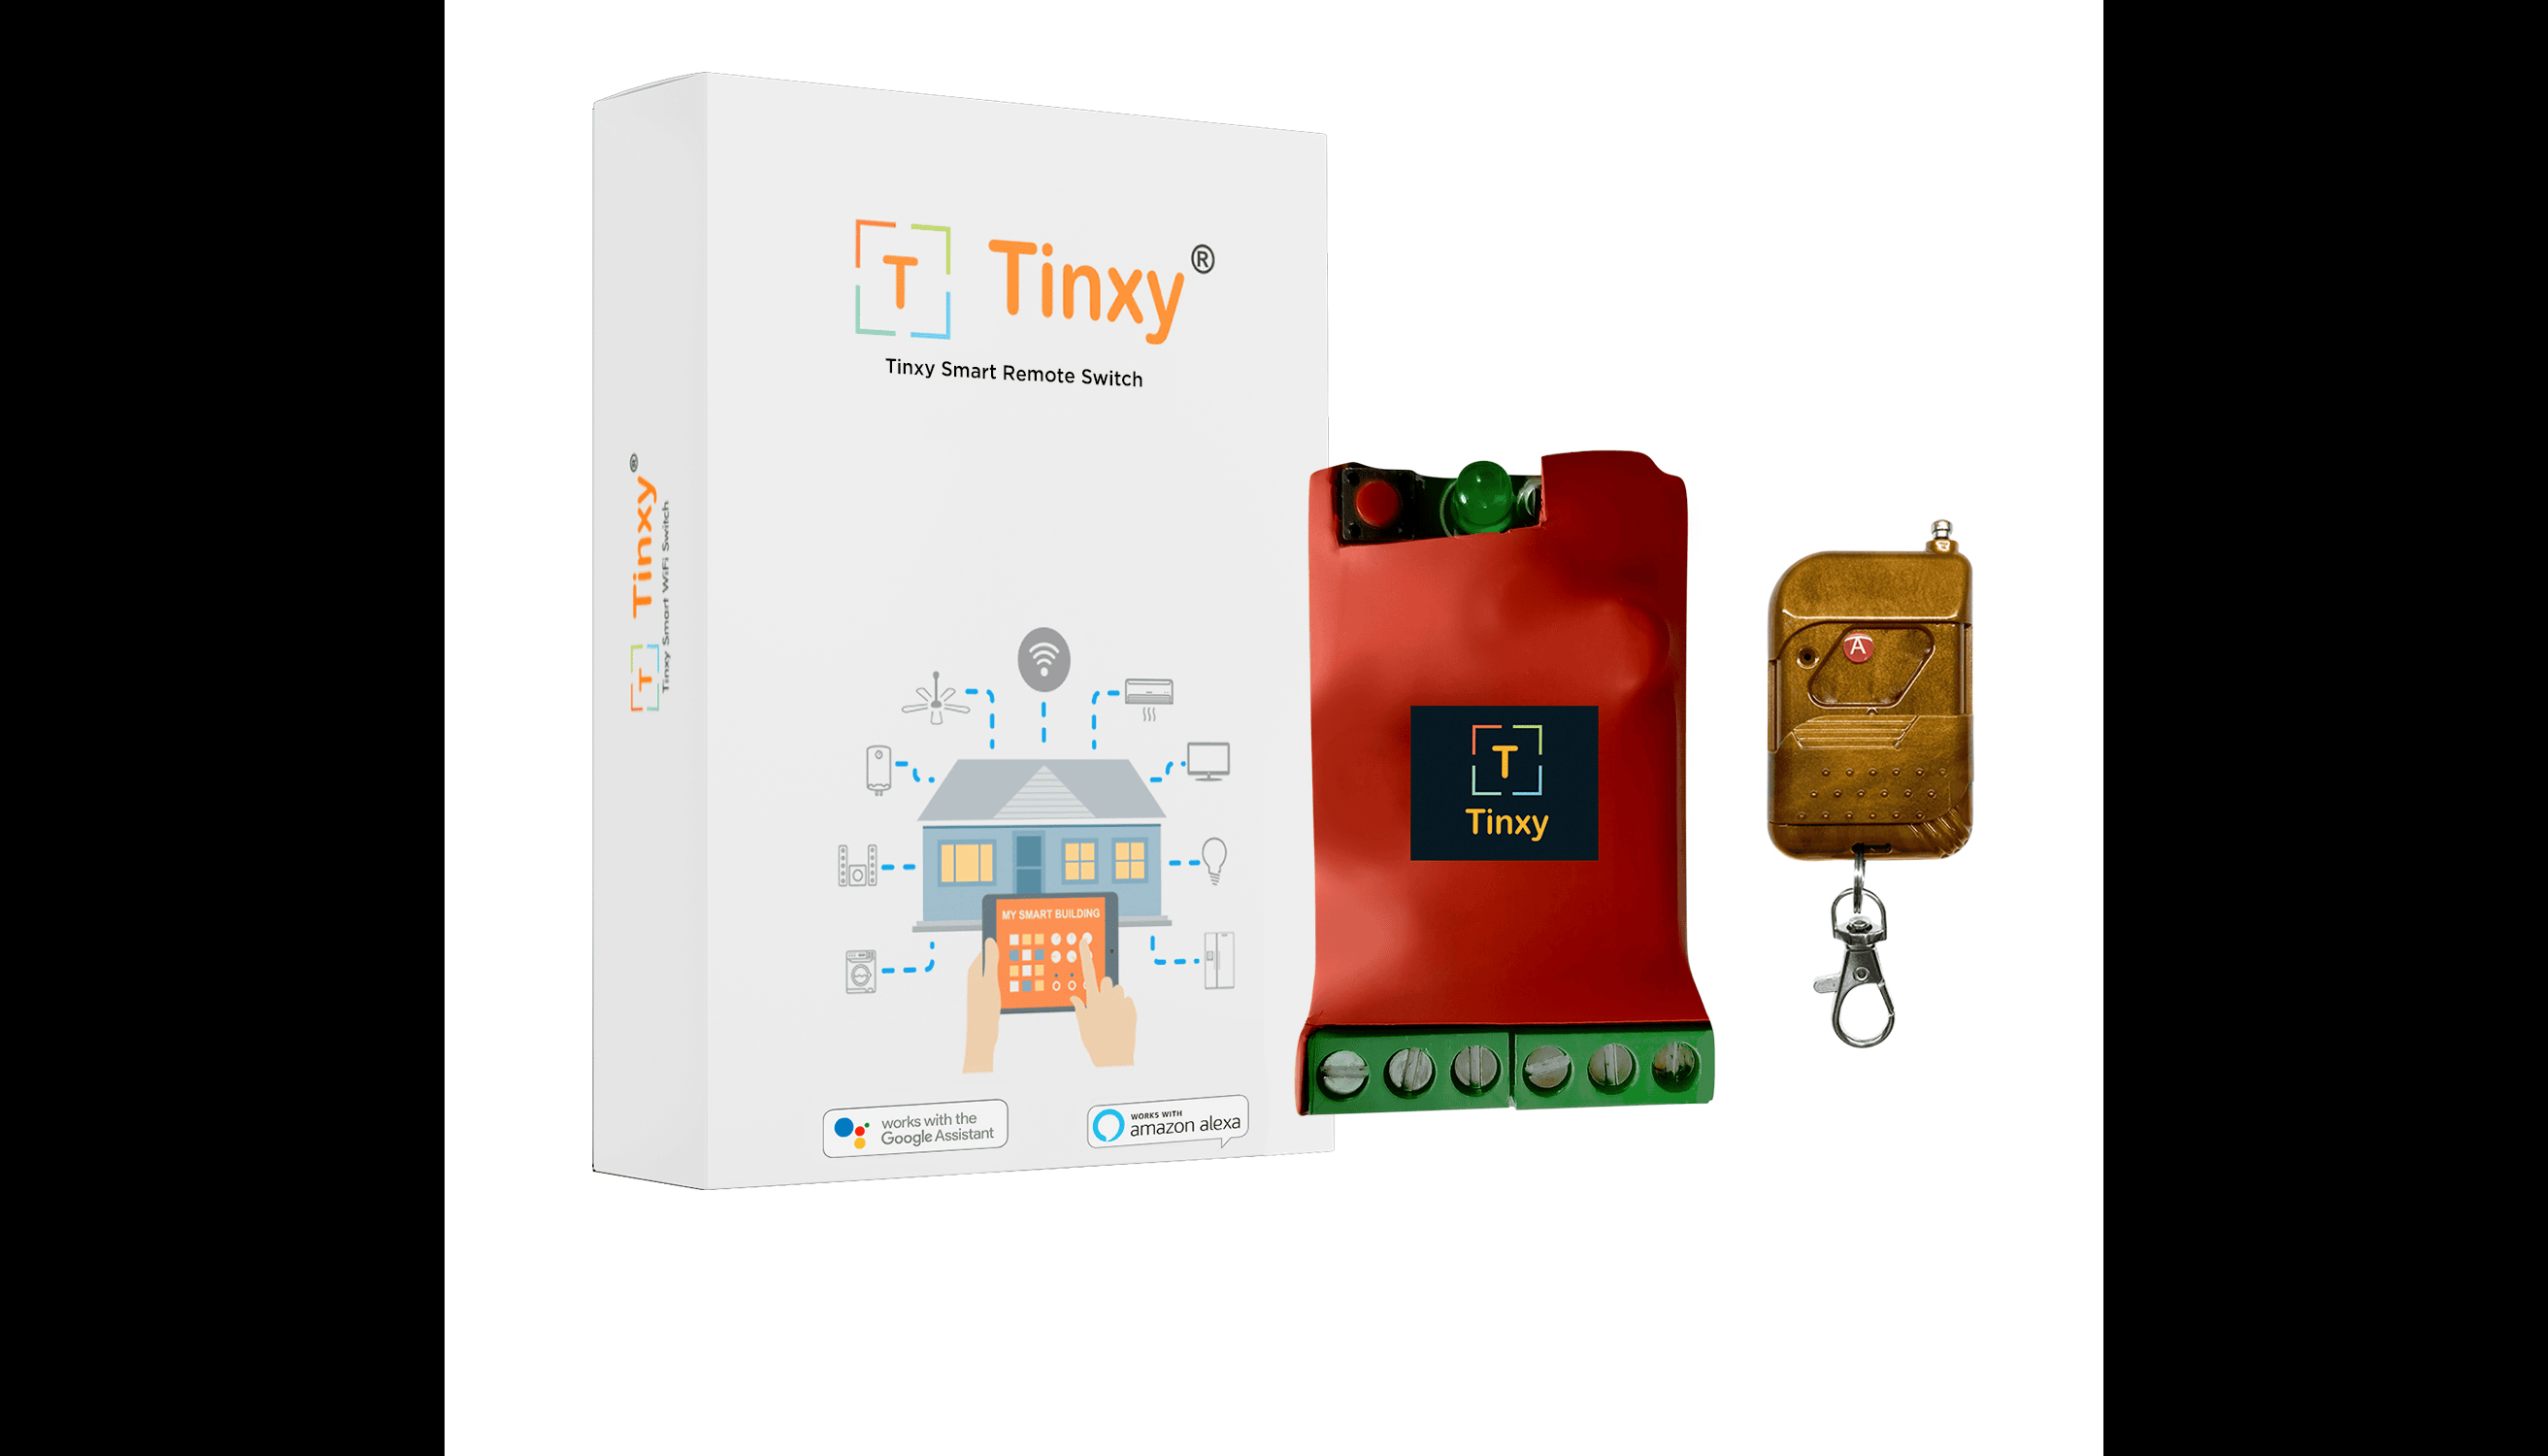 T Tinxy®
Tinxy Smart Remote Switch
T Tinxy®
Tinxy Smart WiFi Switch
MY SMART BUILDING
works with the
Google Assistant
WORKS WITH
amazon alexa
T
Tinxy
A